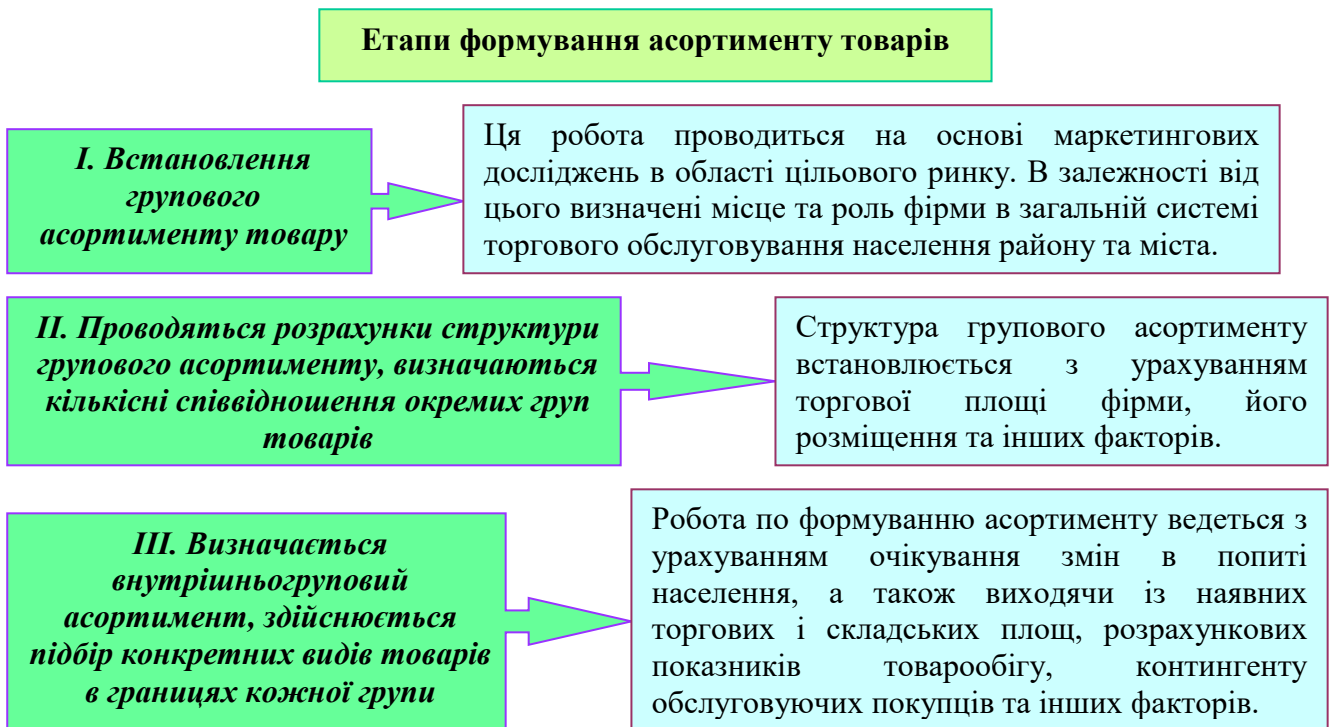 Етапи формування асортименту товарів
І. Встановлення
групового
асортименту товару
Ця робота проводиться на основі маркетингових
досліджень в області цільового ринку. В залежності від
цього визначені місце та роль фірми в загальній системі
торгового обслуговування населення району та міста.
ІІ. Проводяться розрахунки структури
групового асортименту, визначаються
кількісні співвідношення окремих груп
товарів
Структура групового асортименту
встановлюється з урахуванням
торгової площі фірми, його
розміщення та інших факторів.
ІІІ. Визначається
внутрішньогруповий
асортимент, здійснюється
підбір конкретних видів товарів
в границях кожної групи
Робота по формуванню асортименту ведеться з
урахуванням очікування змін в попиті
населення, а також виходячи із наявних
торгових і складських площ, розрахункових
показників товарообігу, контингенту
обслуговуючих покупців та інших факторів.